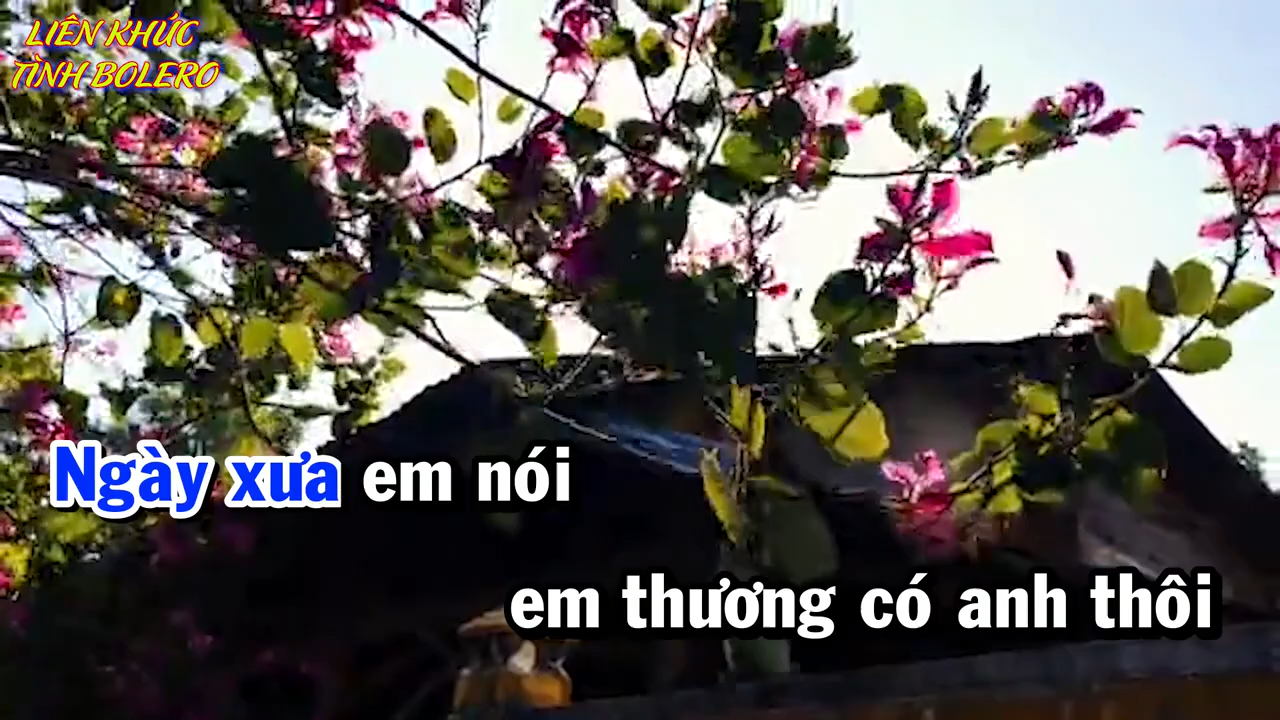 LIÊN KHÚC
TÌNH BOLERO
Ngày xưa em nói
em thương có anh thôi